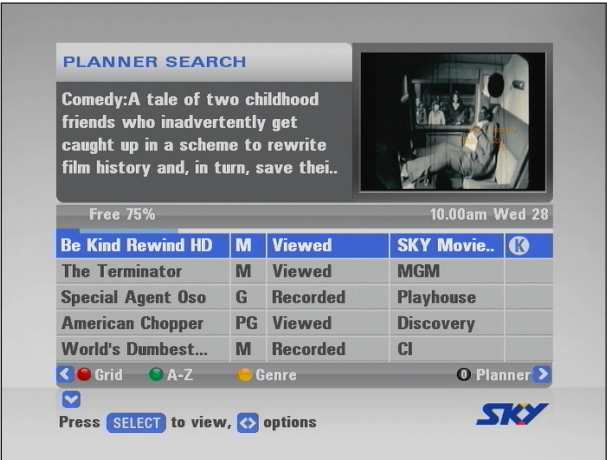 PLANNER SEARCH
Comedy:A tale of two childhood
friends who inadvertently get
caught up in a scheme to rewrite
film history and, in turn, save thei..
Free 75% 10.00am Wed 28
Be Kind Rewind HD M Viewed SKY Movie.. K
The Terminator M Viewed MGM
Special Agent Oso G Recorded Playhouse
American Chopper PG Viewed Discovery
World's Dumbest... M Recorded CI
Grid A-Z Genre 0 Planner
Press SELECT to view, <> options
SKY